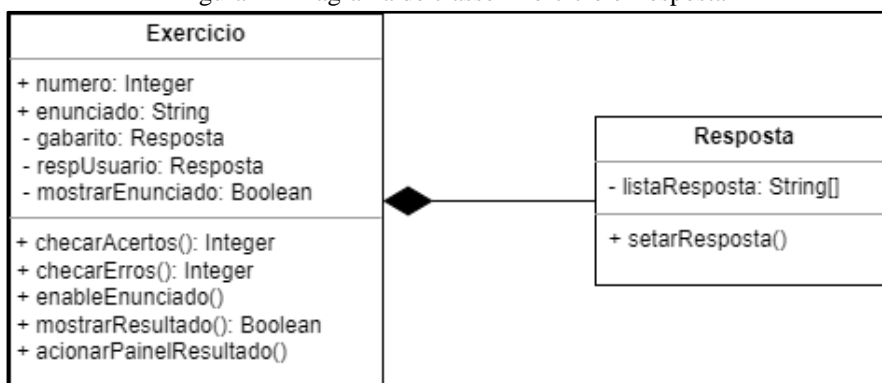 Exercicio
+ numero: Integer
+ enunciado: String
- gabarito: Resposta
- respUsuario: Resposta
- mostrarEnunciado: Boolean
+ checarAcertos(): Integer
+ checarErros(): Integer
+ enableEnunciado()
+ mostrarResultado(): Boolean
+ acionarPainelResultado()
Resposta
- listaResposta: String[]
+ setarResposta()